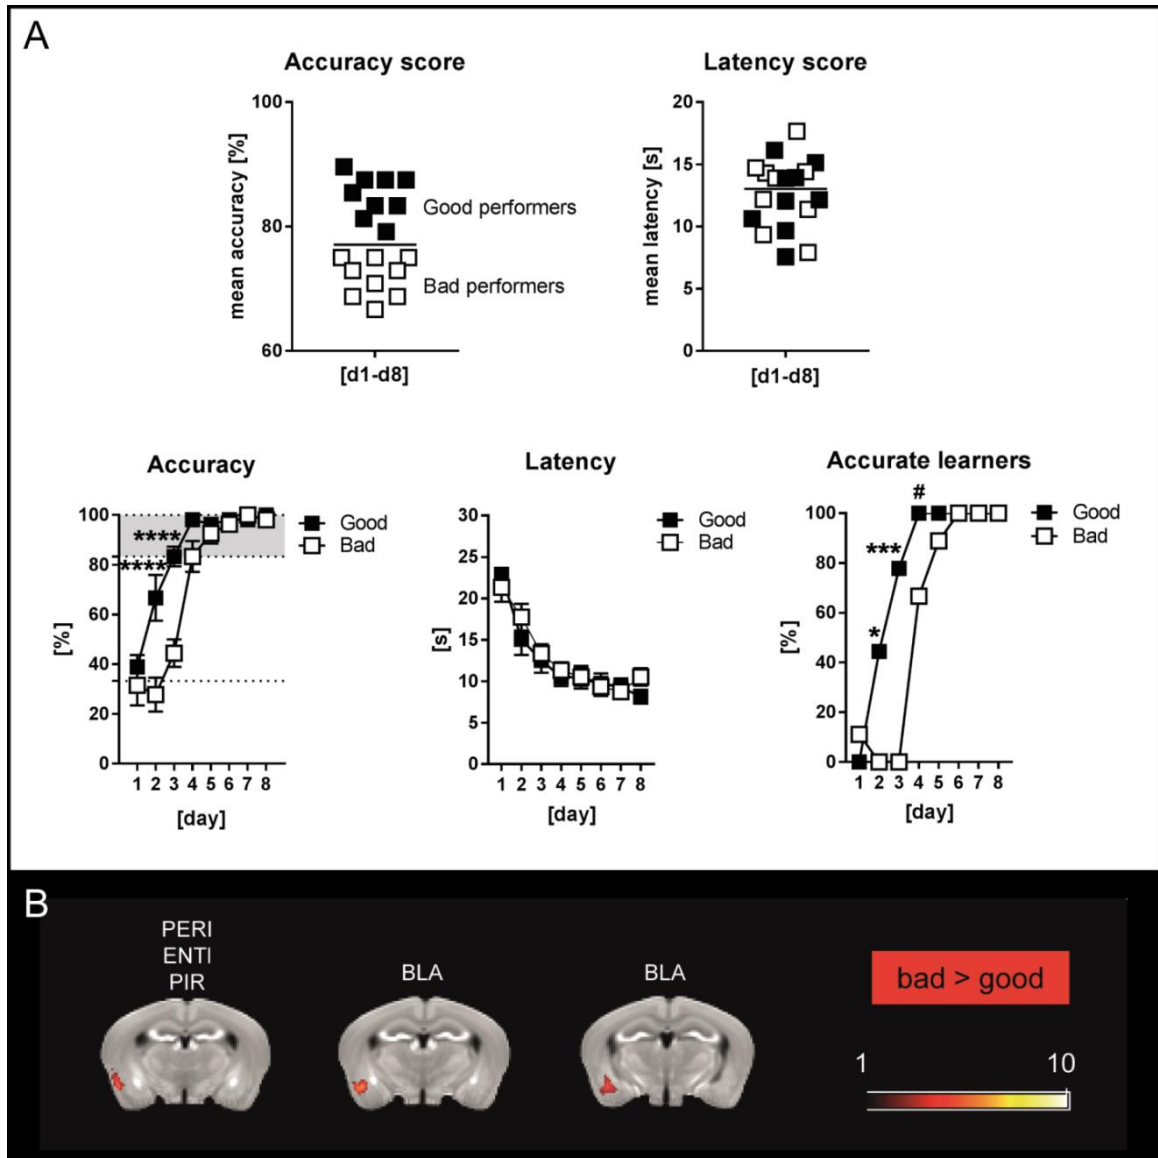 A
Accuracy score
mean accuracy [%]
100
80
60
Good performers
Bad performers
[d1-d8]
Latency score
mean latency [s]
20
15
10
5
0
[d1-d8]
Accuracy
[%]
100
80
60
40
20
0
****
****
Good
Bad
1 2 3 4 5 6 7 8
[day]
Latency
[s]
30
25
20
15
10
5
0
Good
Bad
1 2 3 4 5 6 7 8
[day]
Accurate learners
[%]
100
80
60
40
20
0
#
***
*
Good
Bad
1 2 3 4 5 6 7 8
[day]
B
PERI
ENTI
PIR
BLA
BLA
bad > good
1 10